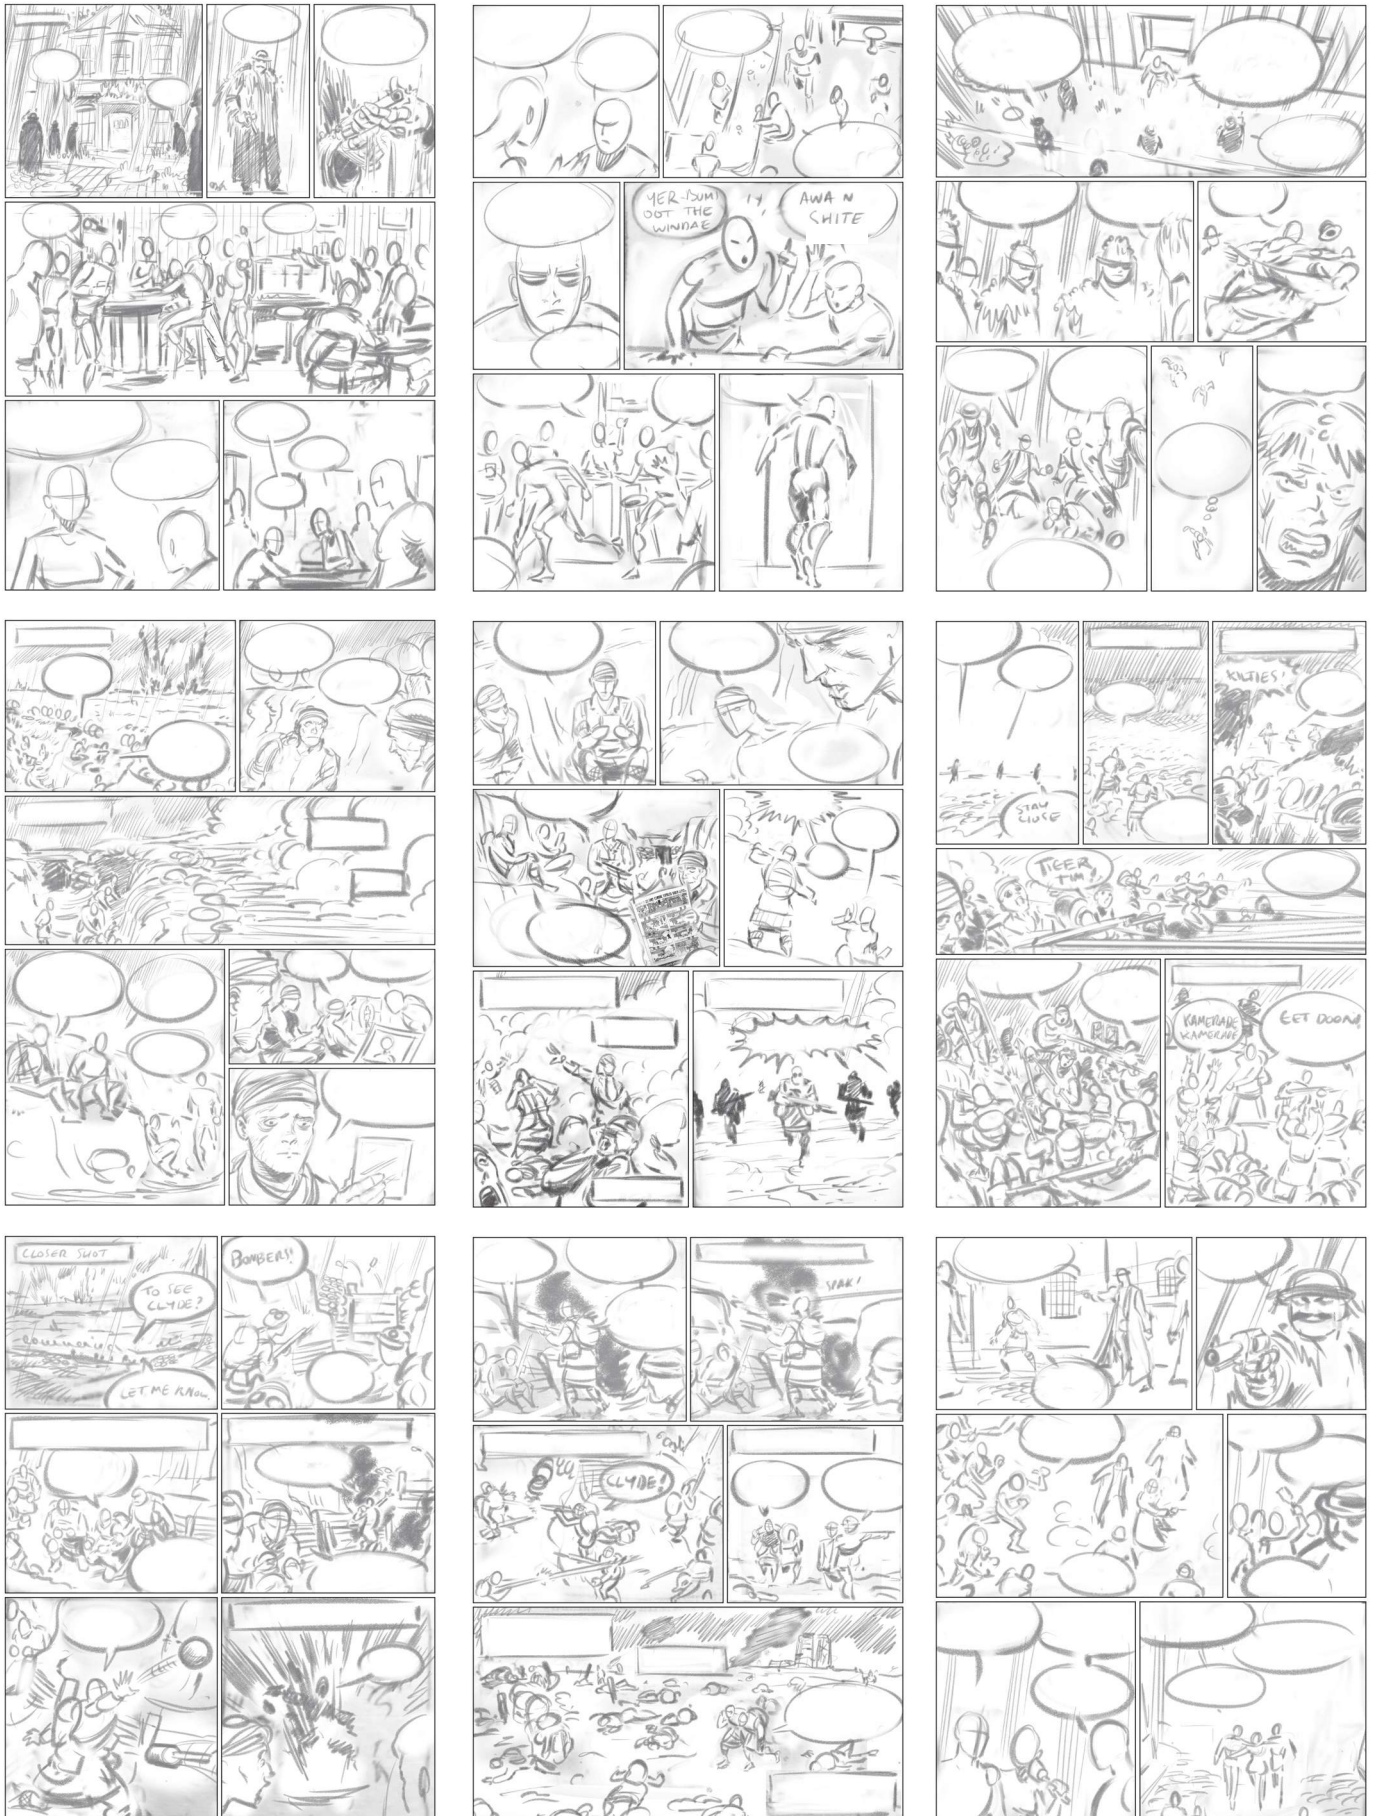 YER BUM'S
OOT THE
WINDAE
AWA N
SHITE
KILTIES!
STAY
CLOSE
TIGER
TIM!
KAMERADE
KAMERADE
GET DOON!
CLOSER SHOT
TO SEE
CLYDE?
LET ME KNOW.
BOMBERS!
SPAK!
CLYDE!